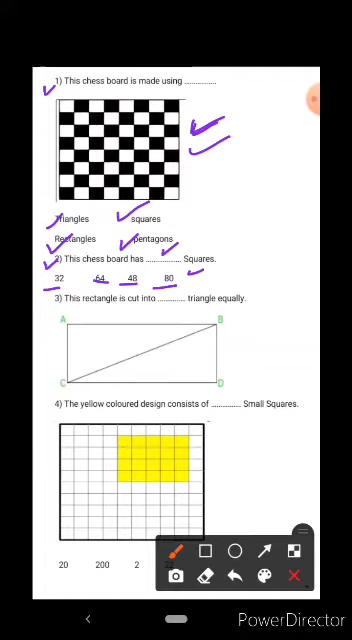 1) This chess board is made using ................
Triangles squares
Rectangles pentagons
2) This chess board has .................. Squares.
32 64 48 80
3) This rectangle is cut into .............. triangle equally.
A B
C D
4) The yellow coloured design consists of .............. Small Squares.
20 200 2
PowerDirector